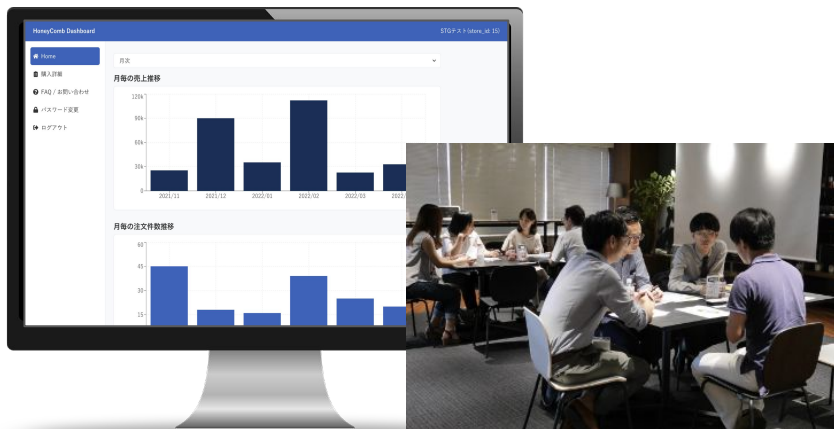 HoneyComb Dashboard
STGテスト(store_id: 15)
Home
購入詳細
FAQ / お問い合わせ
パスワード変更
ログアウト
月次
月毎の売上推移
120k
90k
60k
30k
0
2021/11 2021/12 2022/01 2022/02 2022/03 2022/
月毎の注文件数推移
60
45
30
15